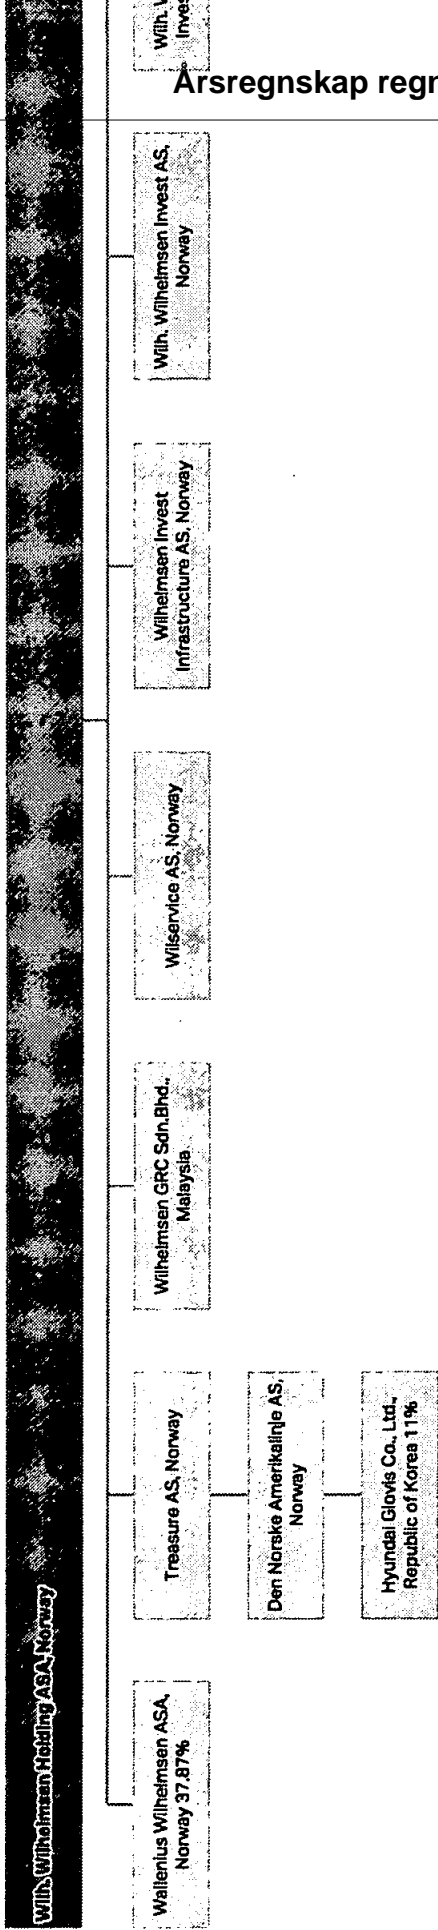 Årsregnskap regn
Wilh. Wilhelmsen Holding ASA, Norway
Wallenius Wilhelmsen ASA,
Norway 37.87%
Treasure AS, Norway
Den Norske Amerikalinje AS,
Norway
Hyundai Glovis Co., Ltd.,
Republic of Korea 11%
Wilhelmsen GRC Sdn.Bhd.,
Malaysia
Wilservice AS, Norway
Wilhelmsen Invest
Infrastructure AS, Norway
Wilh. Wilhelmsen Invest AS,
Norway
Wilh.